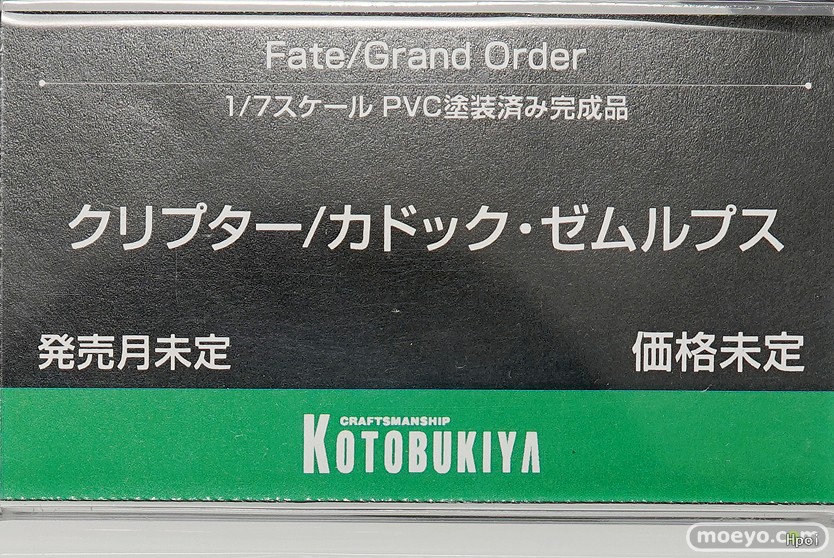 Fate/Grand Order
1/7スケール PVC塗装済み完成品
クリプター/カドック・ゼムルプス
発売月未定 価格未定
CRAFTSMANSHIP
KOTOBUKIYA
moeyo.com
Hpoi